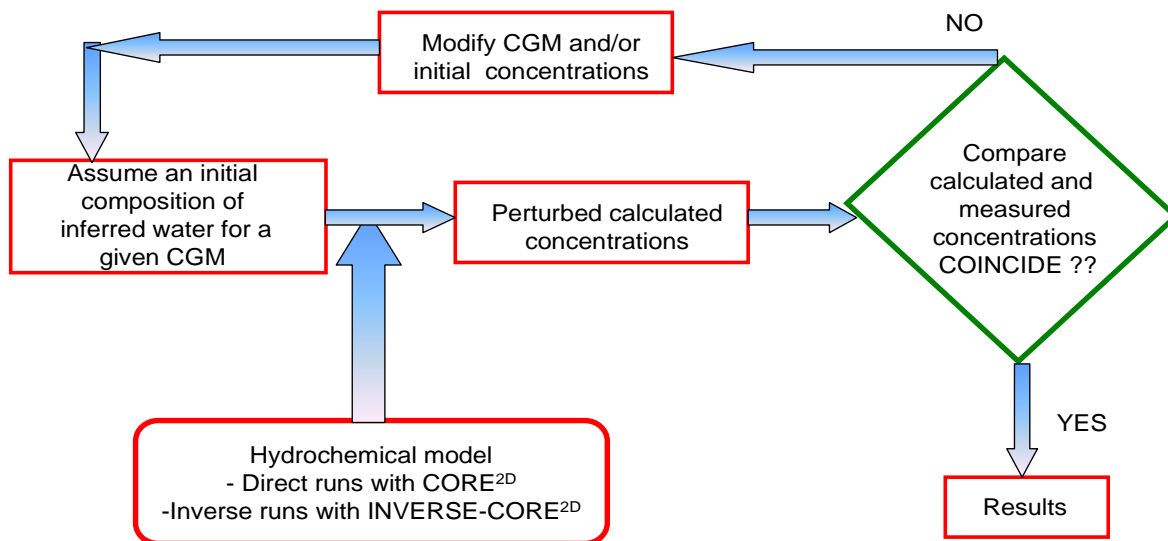 NO
Modify CGM and/or
initial concentrations
Assume an initial
composition of
inferred water for a
given CGM
Perturbed calculated
concentrations
Compare
calculated and
measured
concentrations
COINCIDE ??
Hydrochemical model
- Direct runs with CORE²ᴰ
-Inverse runs with INVERSE-CORE²ᴰ
YES
Results